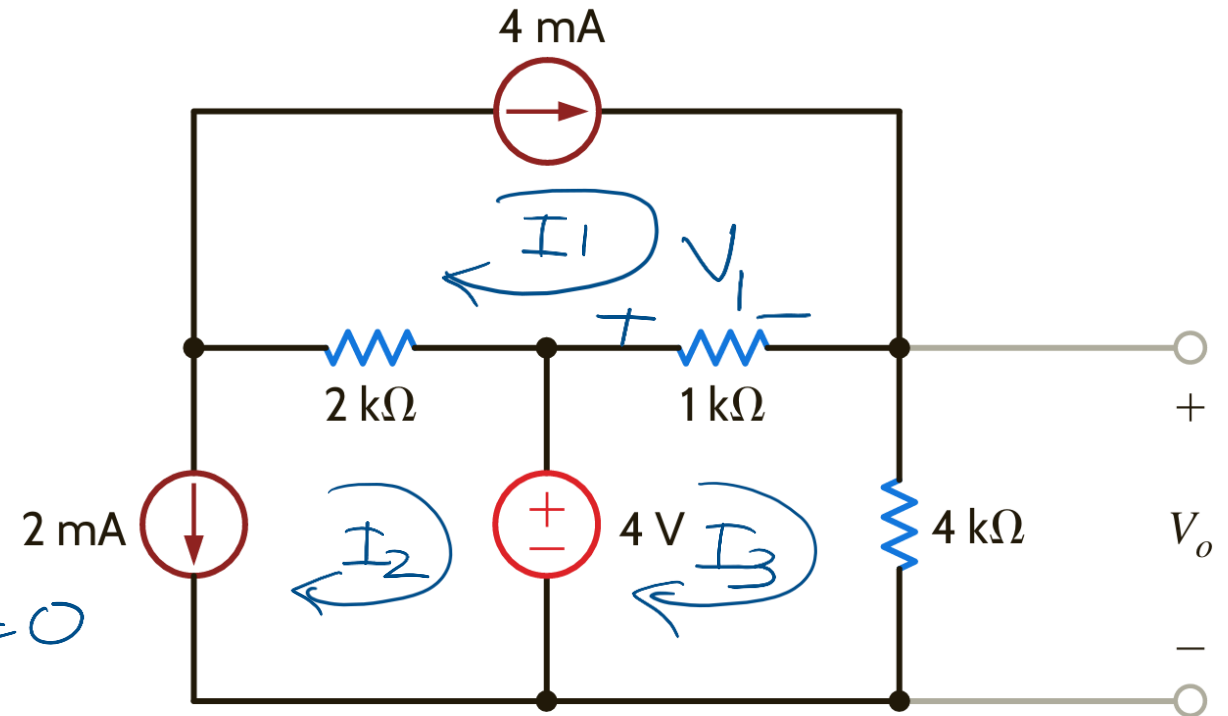 4 mA
I1
V1
+ −
2 kΩ
1 kΩ
2 mA
I2
+
−
4 V
I3
4 kΩ
+
Vo
−
=0